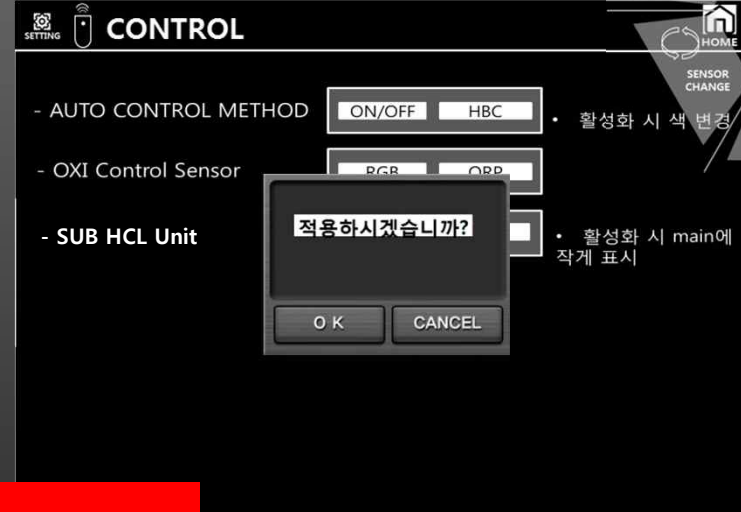 SETTING
CONTROL
HOME
SENSOR
CHANGE
- AUTO CONTROL METHOD
ON/OFF
HBC
• 활성화 시 색 변경
- OXI Control Sensor
RGB
ORP
- SUB HCL Unit
적용하시겠습니까?
• 활성화 시 main에
작게 표시
O K
CANCEL